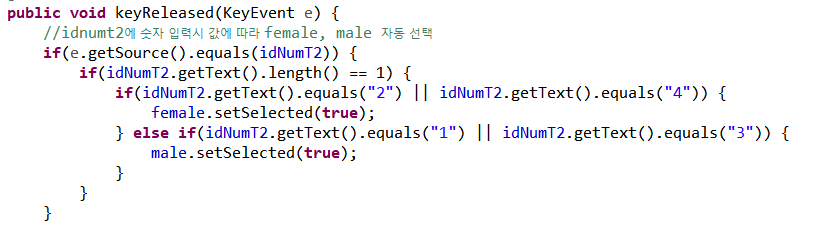 public void keyReleased(KeyEvent e) {
//idnumt2에 숫자 입력시 값에 따라 female, male 자동 선택
if(e.getSource().equals(idNumT2)) {
if(idNumT2.getText().length() == 1) {
if(idNumT2.getText().equals("2") || idNumT2.getText().equals("4")) {
female.setSelected(true);
} else if(idNumT2.getText().equals("1") || idNumT2.getText().equals("3")) {
male.setSelected(true);
}
}
}